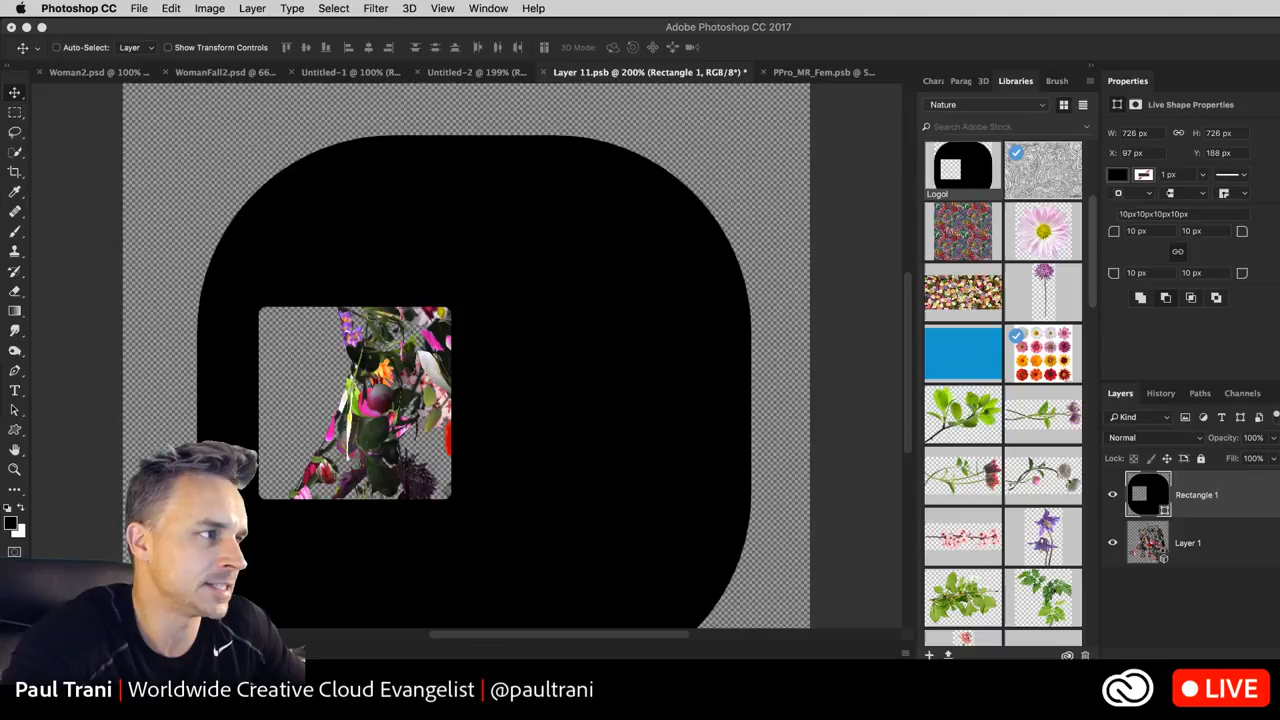 Photoshop CC File Edit Image Layer Type Select Filter 3D View Window Help
Adobe Photoshop CC 2017
Auto-Select: Layer Show Transform Controls 3D Mode:
Woman2.psd @ 100% ... WomanFall2.psd @ 66... Untitled-1 @ 100% (R... Untitled-2 @ 199% (R... Layer 11.psb @ 200% (Rectangle 1, RGB/8*) * PPro_MR_Fem.psb @ 5...
Chara Parag 3D Libraries Brush
Nature
Search Adobe Stock
Logol
Properties
Live Shape Properties
W: 726 px H: 726 px
X: 97 px Y: 188 px
1 px
10px10px10px10px
10 px 10 px
10 px 10 px
Layers History Paths Channels
Kind
Normal Opacity: 100%
Lock: Fill: 100%
Rectangle 1
Layer 1
Paul Trani | Worldwide Creative Cloud Evangelist | @paultrani
LIVE